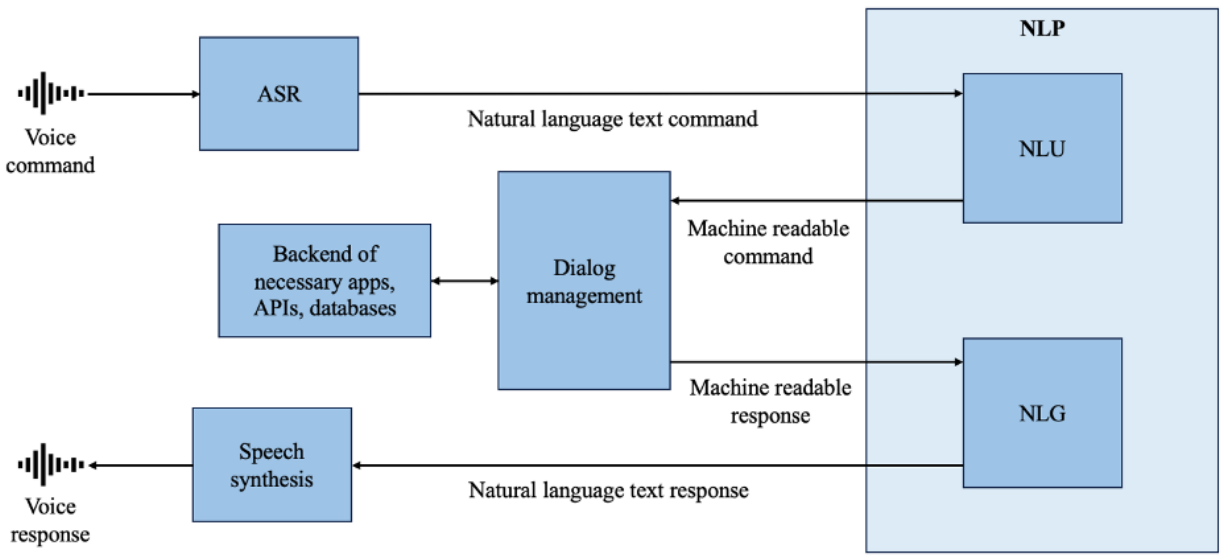 NLP
ASR
Voice
command
Natural language text command
NLU
Machine readable
command
Backend of
necessary apps,
APIs, databases
Dialog
management
Machine readable
response
NLG
Speech
synthesis
Natural language text response
Voice
response